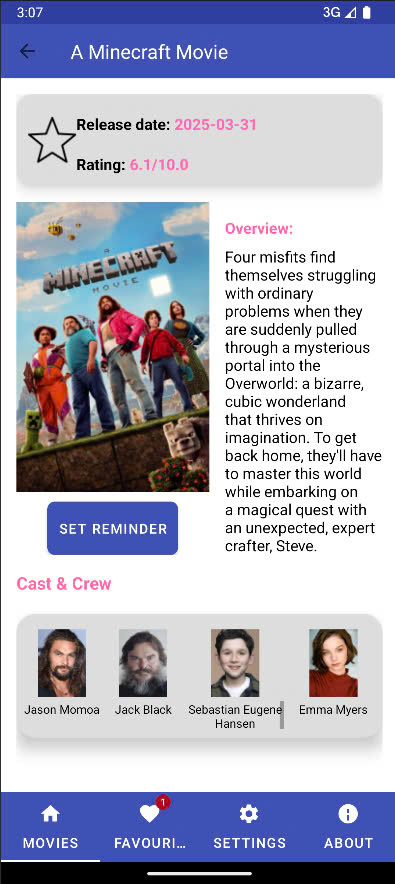 3:07
3G
A Minecraft Movie
Release date: 2025-03-31
Rating: 6.1/10.0
A
MINECRAFT
MOVIE
Overview:
Four misfits find
themselves struggling
with ordinary
problems when they
are suddenly pulled
through a mysterious
portal into the
Overworld: a bizarre,
cubic wonderland
that thrives on
imagination. To get
back home, they'll have
to master this world
while embarking on
a magical quest with
an unexpected, expert
crafter, Steve.
SET REMINDER
Cast & Crew
Jason Momoa
Jack Black
Sebastian Eugene
Hansen
Emma Myers
1
MOVIES
FAVOURI...
SETTINGS
ABOUT